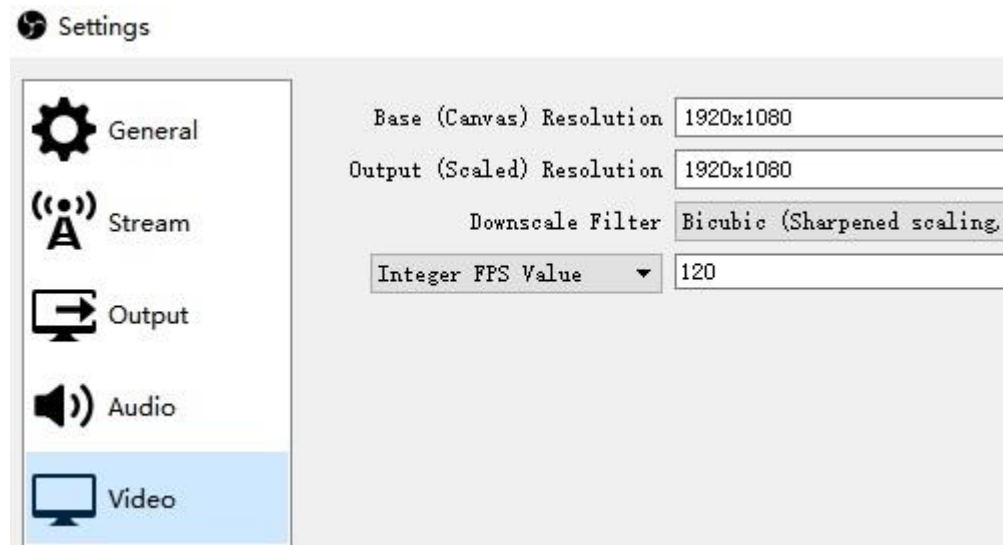 Settings
General
Stream
Output
Audio
Video
Base (Canvas) Resolution 1920x1080
Output (Scaled) Resolution 1920x1080
Downscale Filter Bicubic (Sharpened scaling,
Integer FPS Value 120